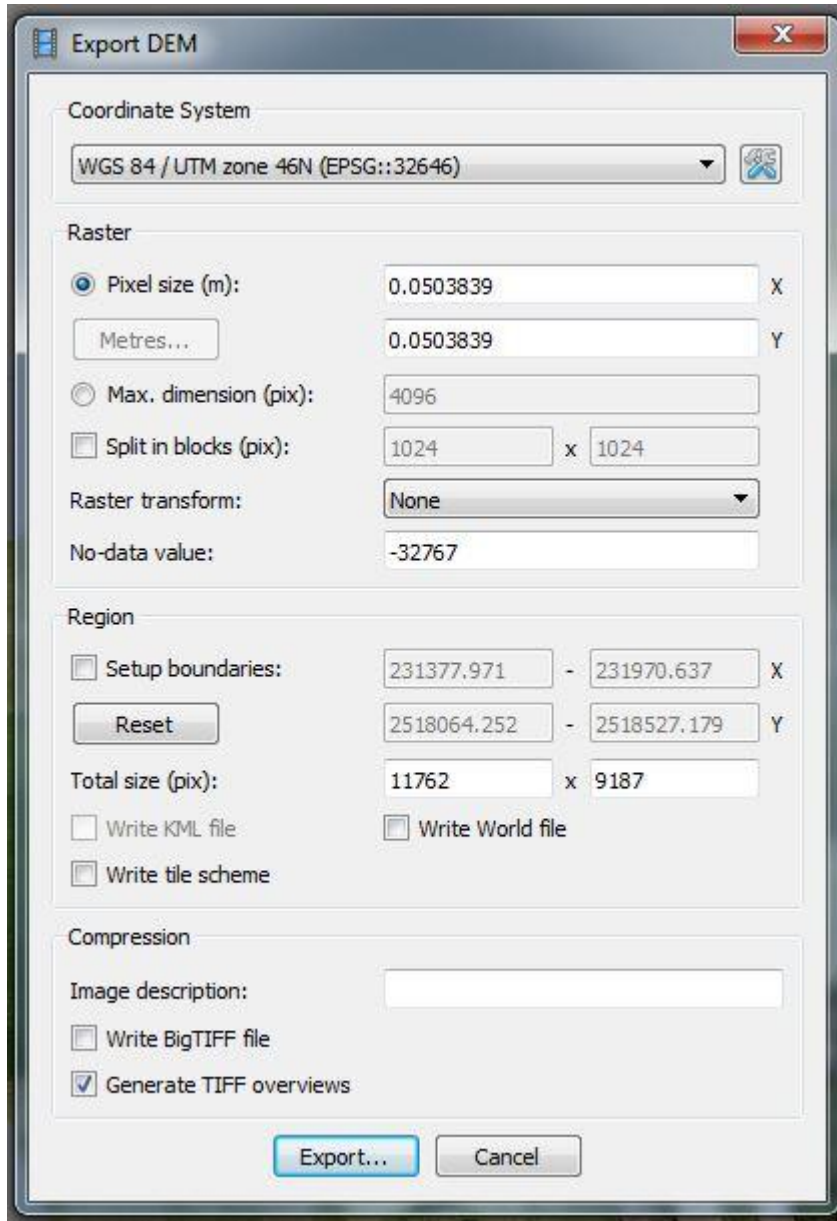 Export DEM
Coordinate System
WGS 84 / UTM zone 46N (EPSG::32646)
Raster
Pixel size (m): 0.0503839 X
Metres... 0.0503839 Y
Max. dimension (pix): 4096
Split in blocks (pix): 1024 x 1024
Raster transform: None
No-data value: -32767
Region
Setup boundaries: 231377.971 - 231970.637 X
Reset 2518064.252 - 2518527.179 Y
Total size (pix): 11762 x 9187
Write KML file Write World file
Write tile scheme
Compression
Image description:
Write BigTIFF file
Generate TIFF overviews
Export... Cancel